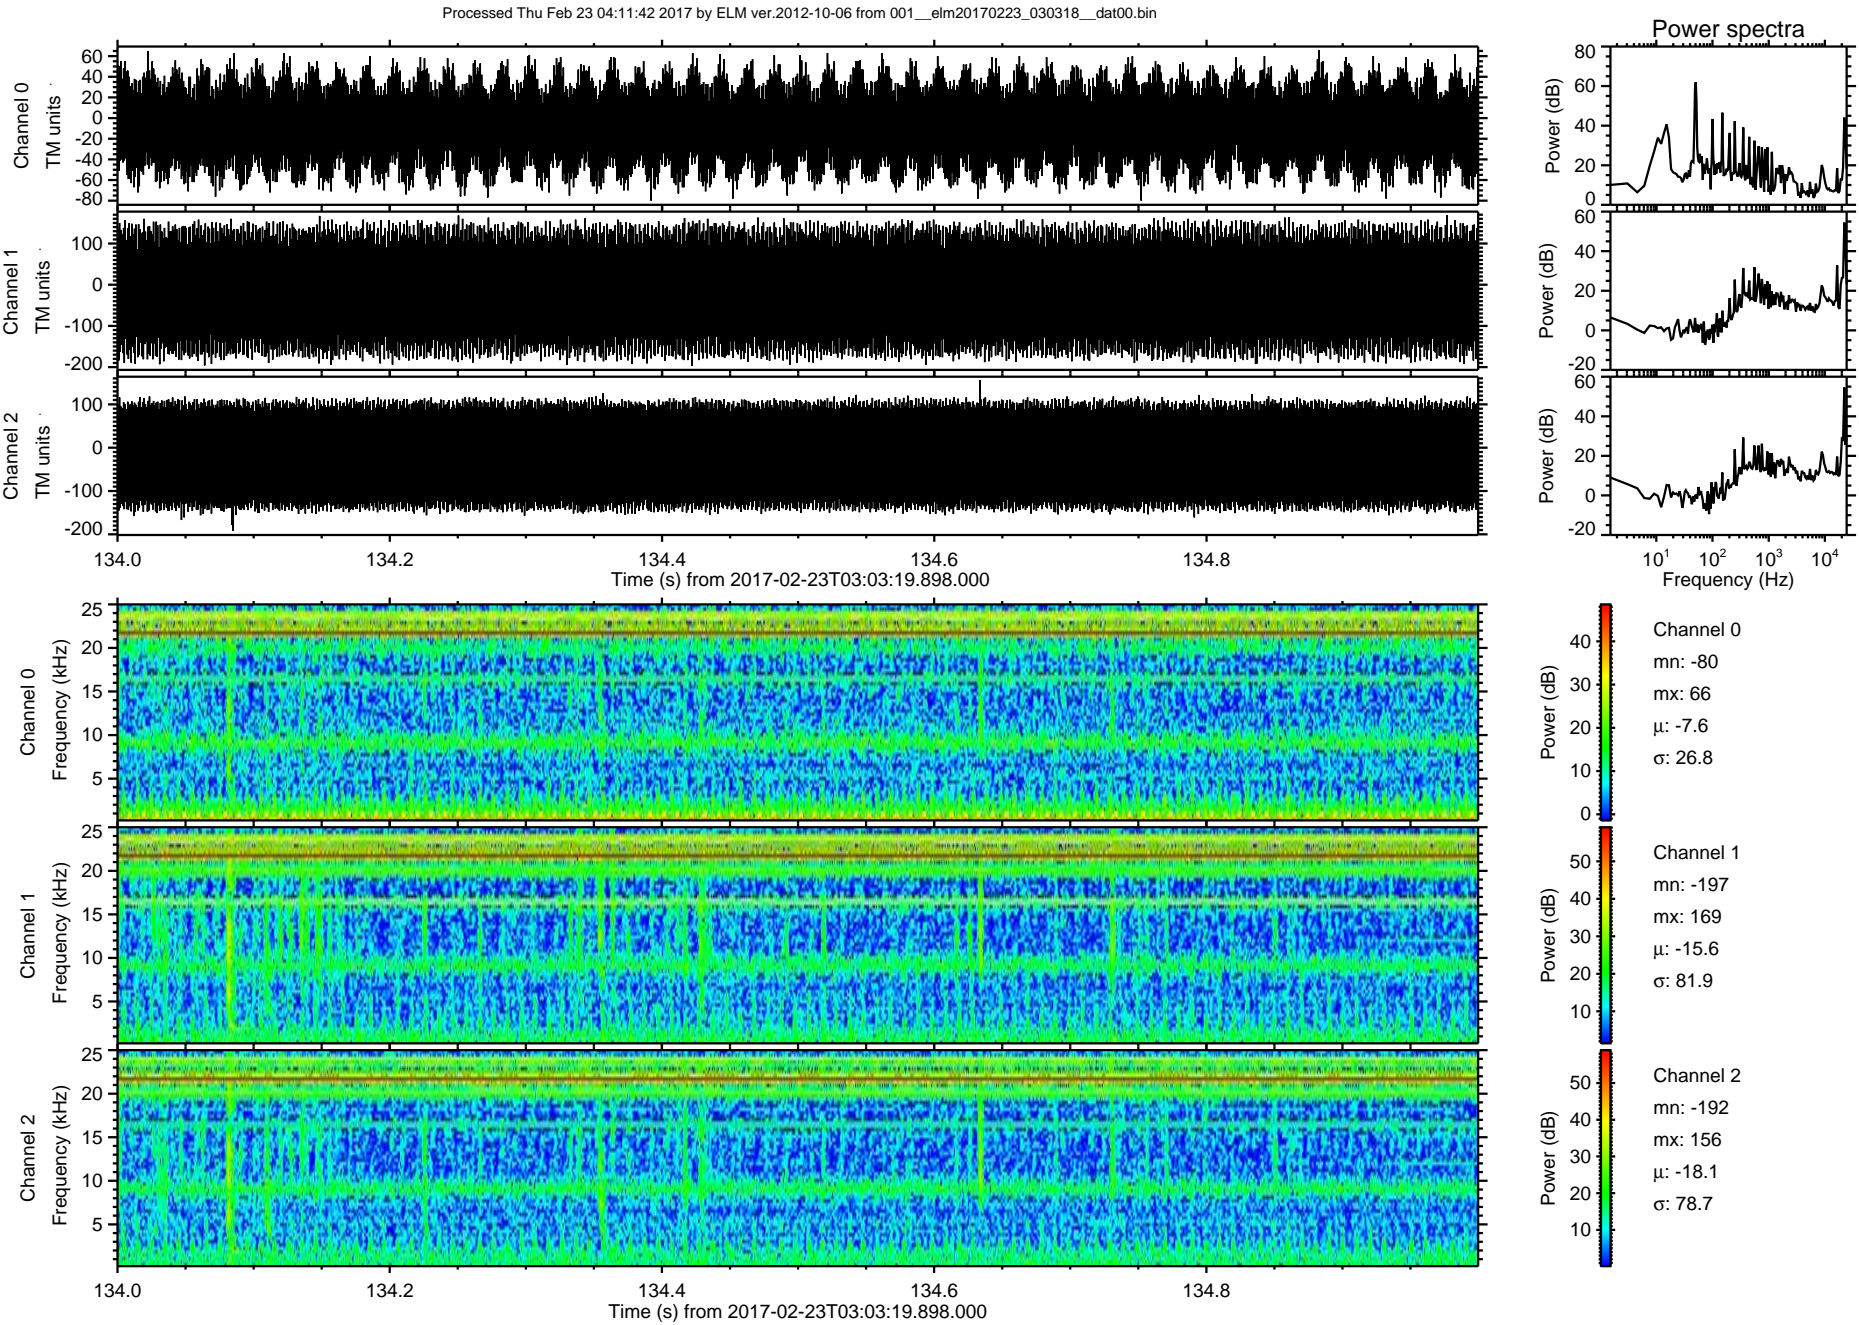 Processed Thu Feb 23 04:11:42 2017 by ELM ver.2012-10-06 from 001__elm20170223_030318__dat00.bin
Power spectra
Channel 0
TM units
60
40
20
0
-20
-40
-60
-80
Power (dB)
80
60
40
20
0
Channel 1
TM units
100
0
-100
-200
Power (dB)
60
40
20
0
-20
Channel 2
TM units
100
0
-100
-200
Power (dB)
60
40
20
0
-20
134.0 134.2 134.4 134.6 134.8
Time (s) from 2017-02-23T03:03:19.898.000
10^1 10^2 10^3 10^4
Frequency (Hz)
Channel 0
Frequency (kHz)
25
20
15
10
5
Power (dB)
40
30
20
10
0
Channel 0
mn: -80
mx: 66
μ: -7.6
σ: 26.8
Channel 1
Frequency (kHz)
25
20
15
10
5
Power (dB)
50
40
30
20
10
Channel 1
mn: -197
mx: 169
μ: -15.6
σ: 81.9
Channel 2
Frequency (kHz)
25
20
15
10
5
Power (dB)
50
40
30
20
10
Channel 2
mn: -192
mx: 156
μ: -18.1
σ: 78.7
134.0 134.2 134.4 134.6 134.8
Time (s) from 2017-02-23T03:03:19.898.000